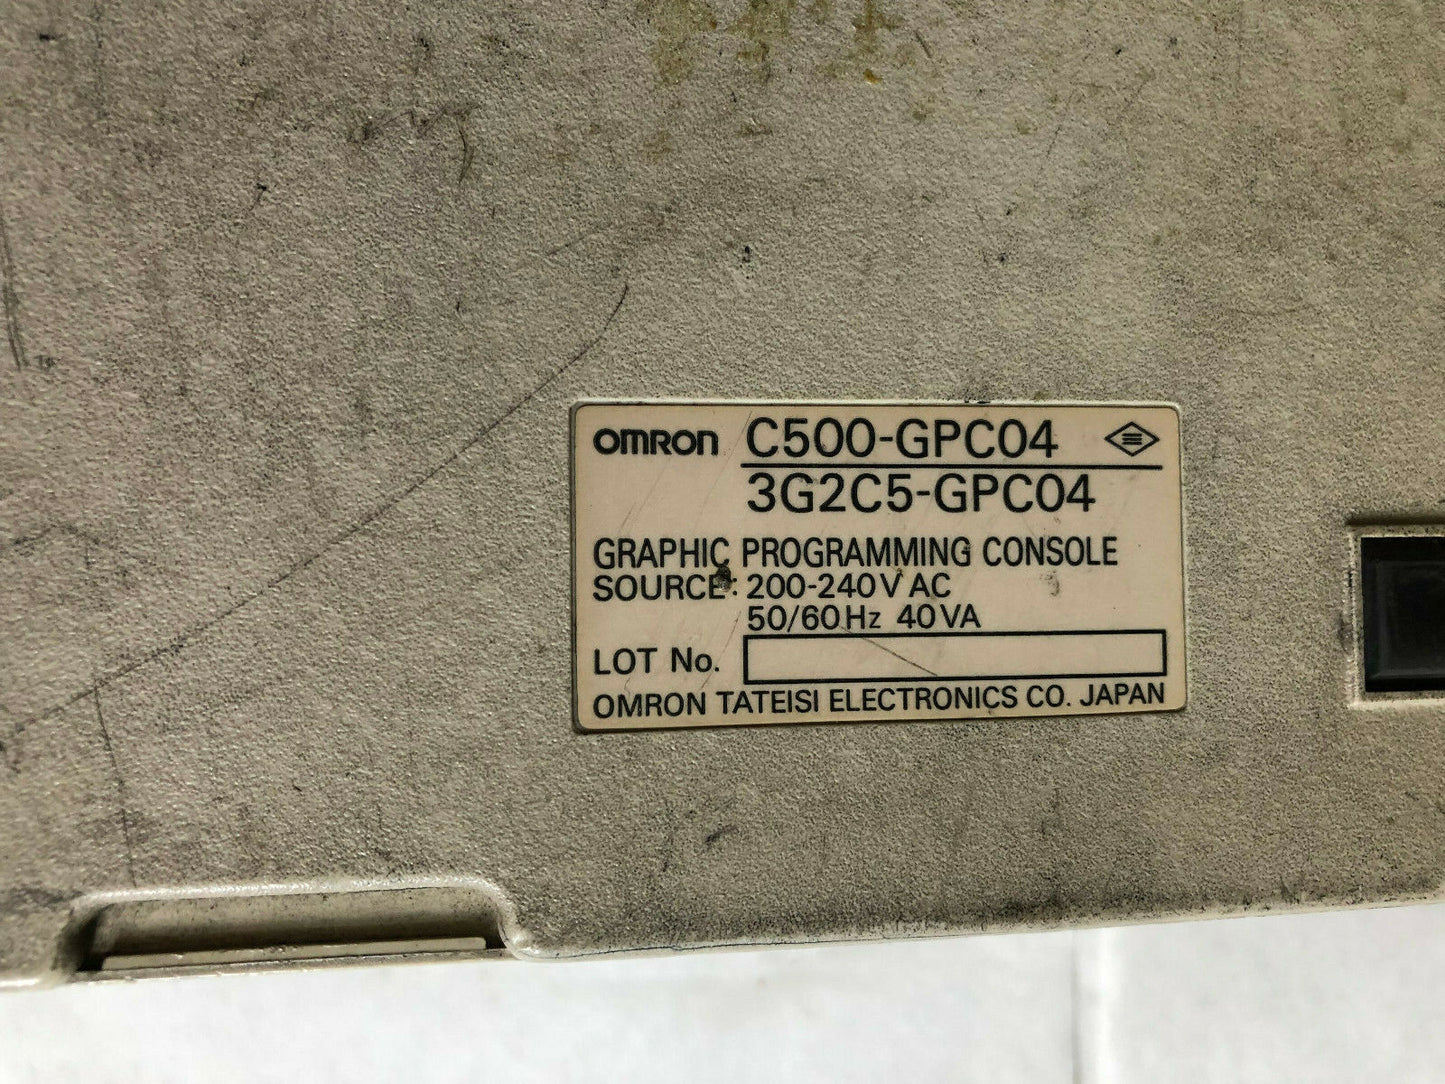 OMRON C500-GPC04
3G2C5-GPC04
GRAPHIC PROGRAMMING CONSOLE
SOURCE: 200-240V AC
50/60Hz 40VA
LOT No.
OMRON TATEISI ELECTRONICS CO. JAPAN